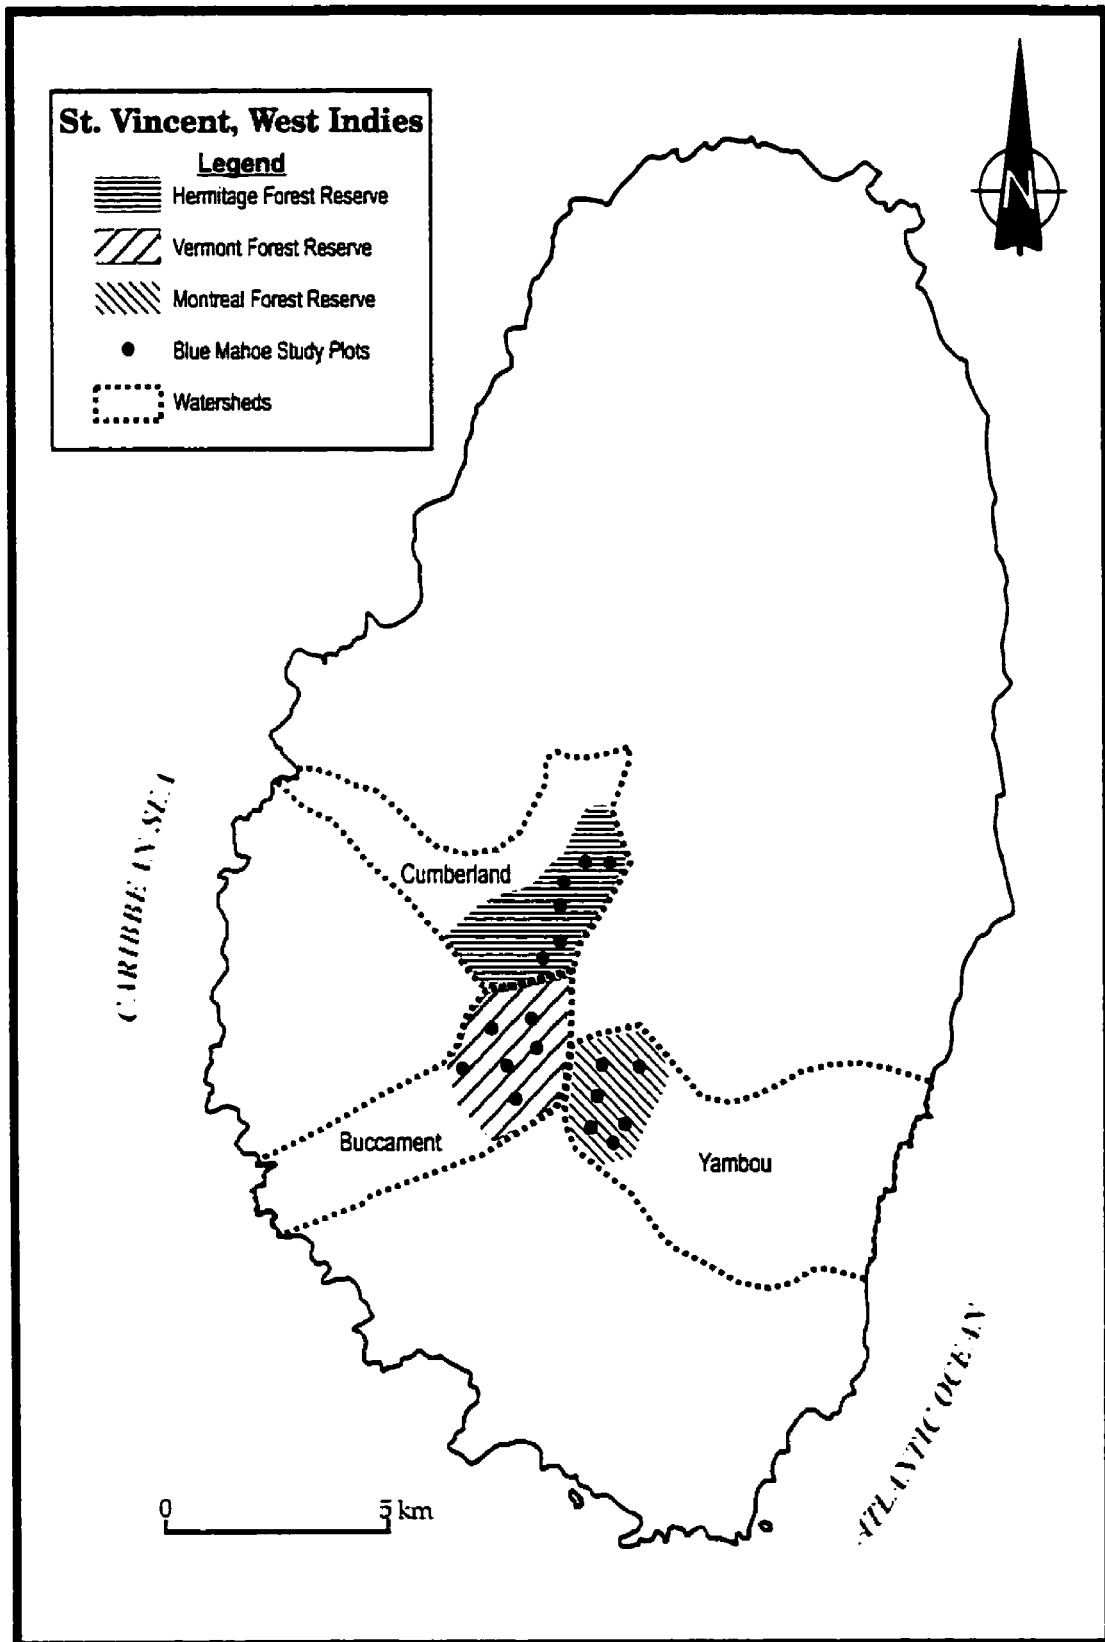 St. Vincent, West Indies
Legend
Hermitage Forest Reserve
Vermont Forest Reserve
Montreal Forest Reserve
Blue Mahoe Study Plots
Watersheds
N
CARIBBEAN SEA
Cumberland
Buccament
Yambou
ATLANTIC OCEAN
0 5 km